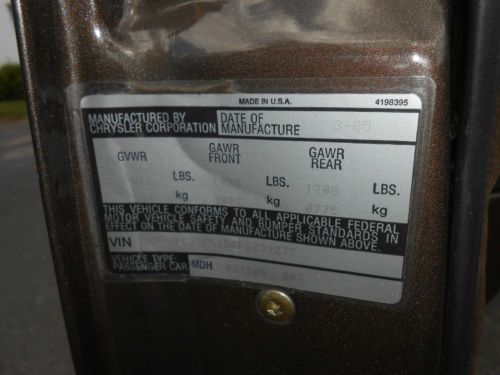 MADE IN U.S.A. 4198395
MANUFACTURED BY CHRYSLER CORPORATION
DATE OF MANUFACTURE 3-85
GVWR
GAWR FRONT
GAWR REAR
LBS. LBS. 1708
kg kg 0775
THIS VEHICLE CONFORMS TO ALL APPLICABLE FEDERAL
MOTOR VEHICLE SAFETY AND BUMPER STANDARDS IN
EFFECT ON THE DATE OF MANUFACTURE SHOWN ABOVE.
VIN
VEHICLE TYPE:
PASSENGER CAR
MDH